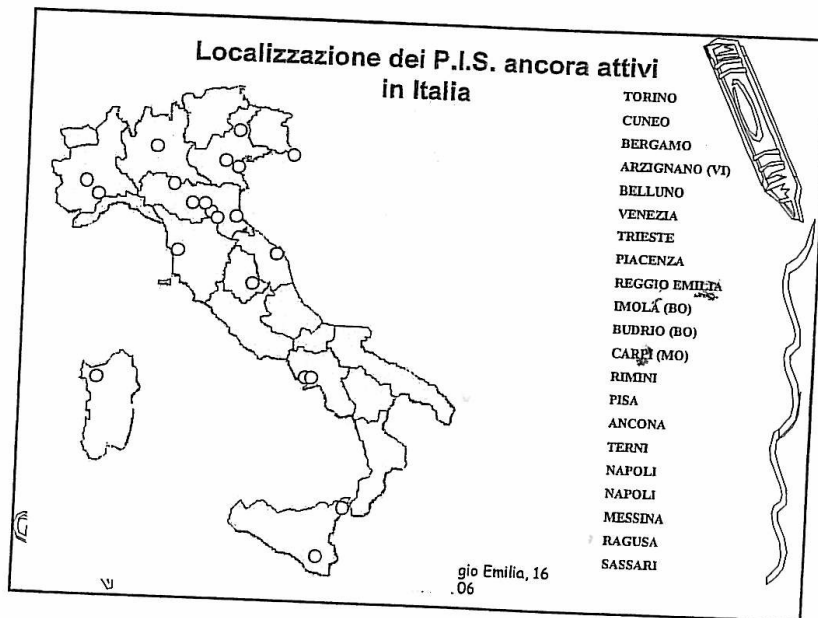 Localizzazione dei P.I.S. ancora attivi
in Italia
TORINO
CUNEO
BERGAMO
ARZIGNANO (VI)
BELLUNO
VENEZIA
TRIESTE
PIACENZA
REGGIO EMILIA
IMOLA (BO)
BUDRIO (BO)
CARPI (MO)
RIMINI
PISA
ANCONA
TERNI
NAPOLI
NAPOLI
MESSINA
RAGUSA
SASSARI
gio Emilia, 16
06